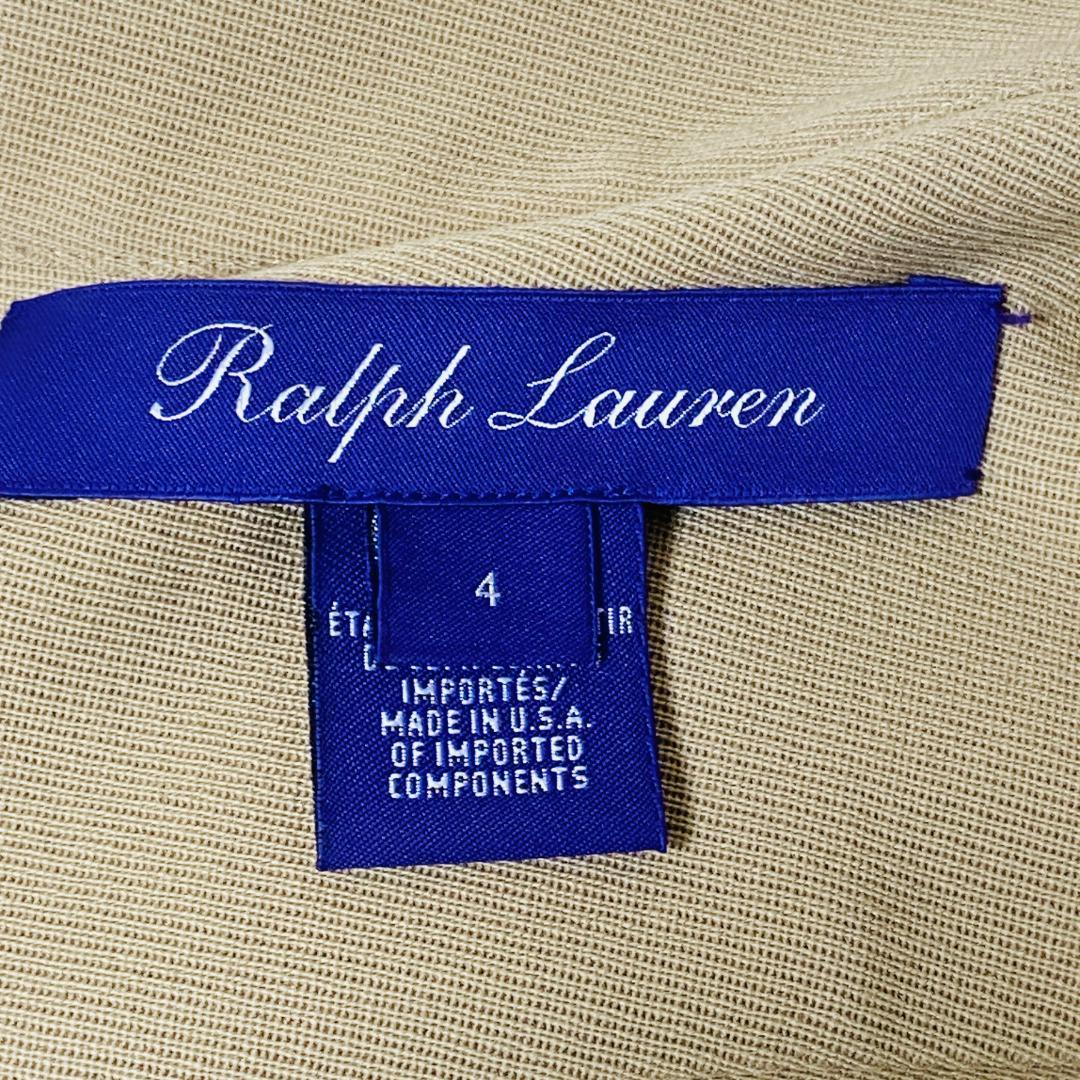 Ralph Lauren
4
IMPORTÉS/
MADE IN U.S.A.
OF IMPORTED
COMPONENTS